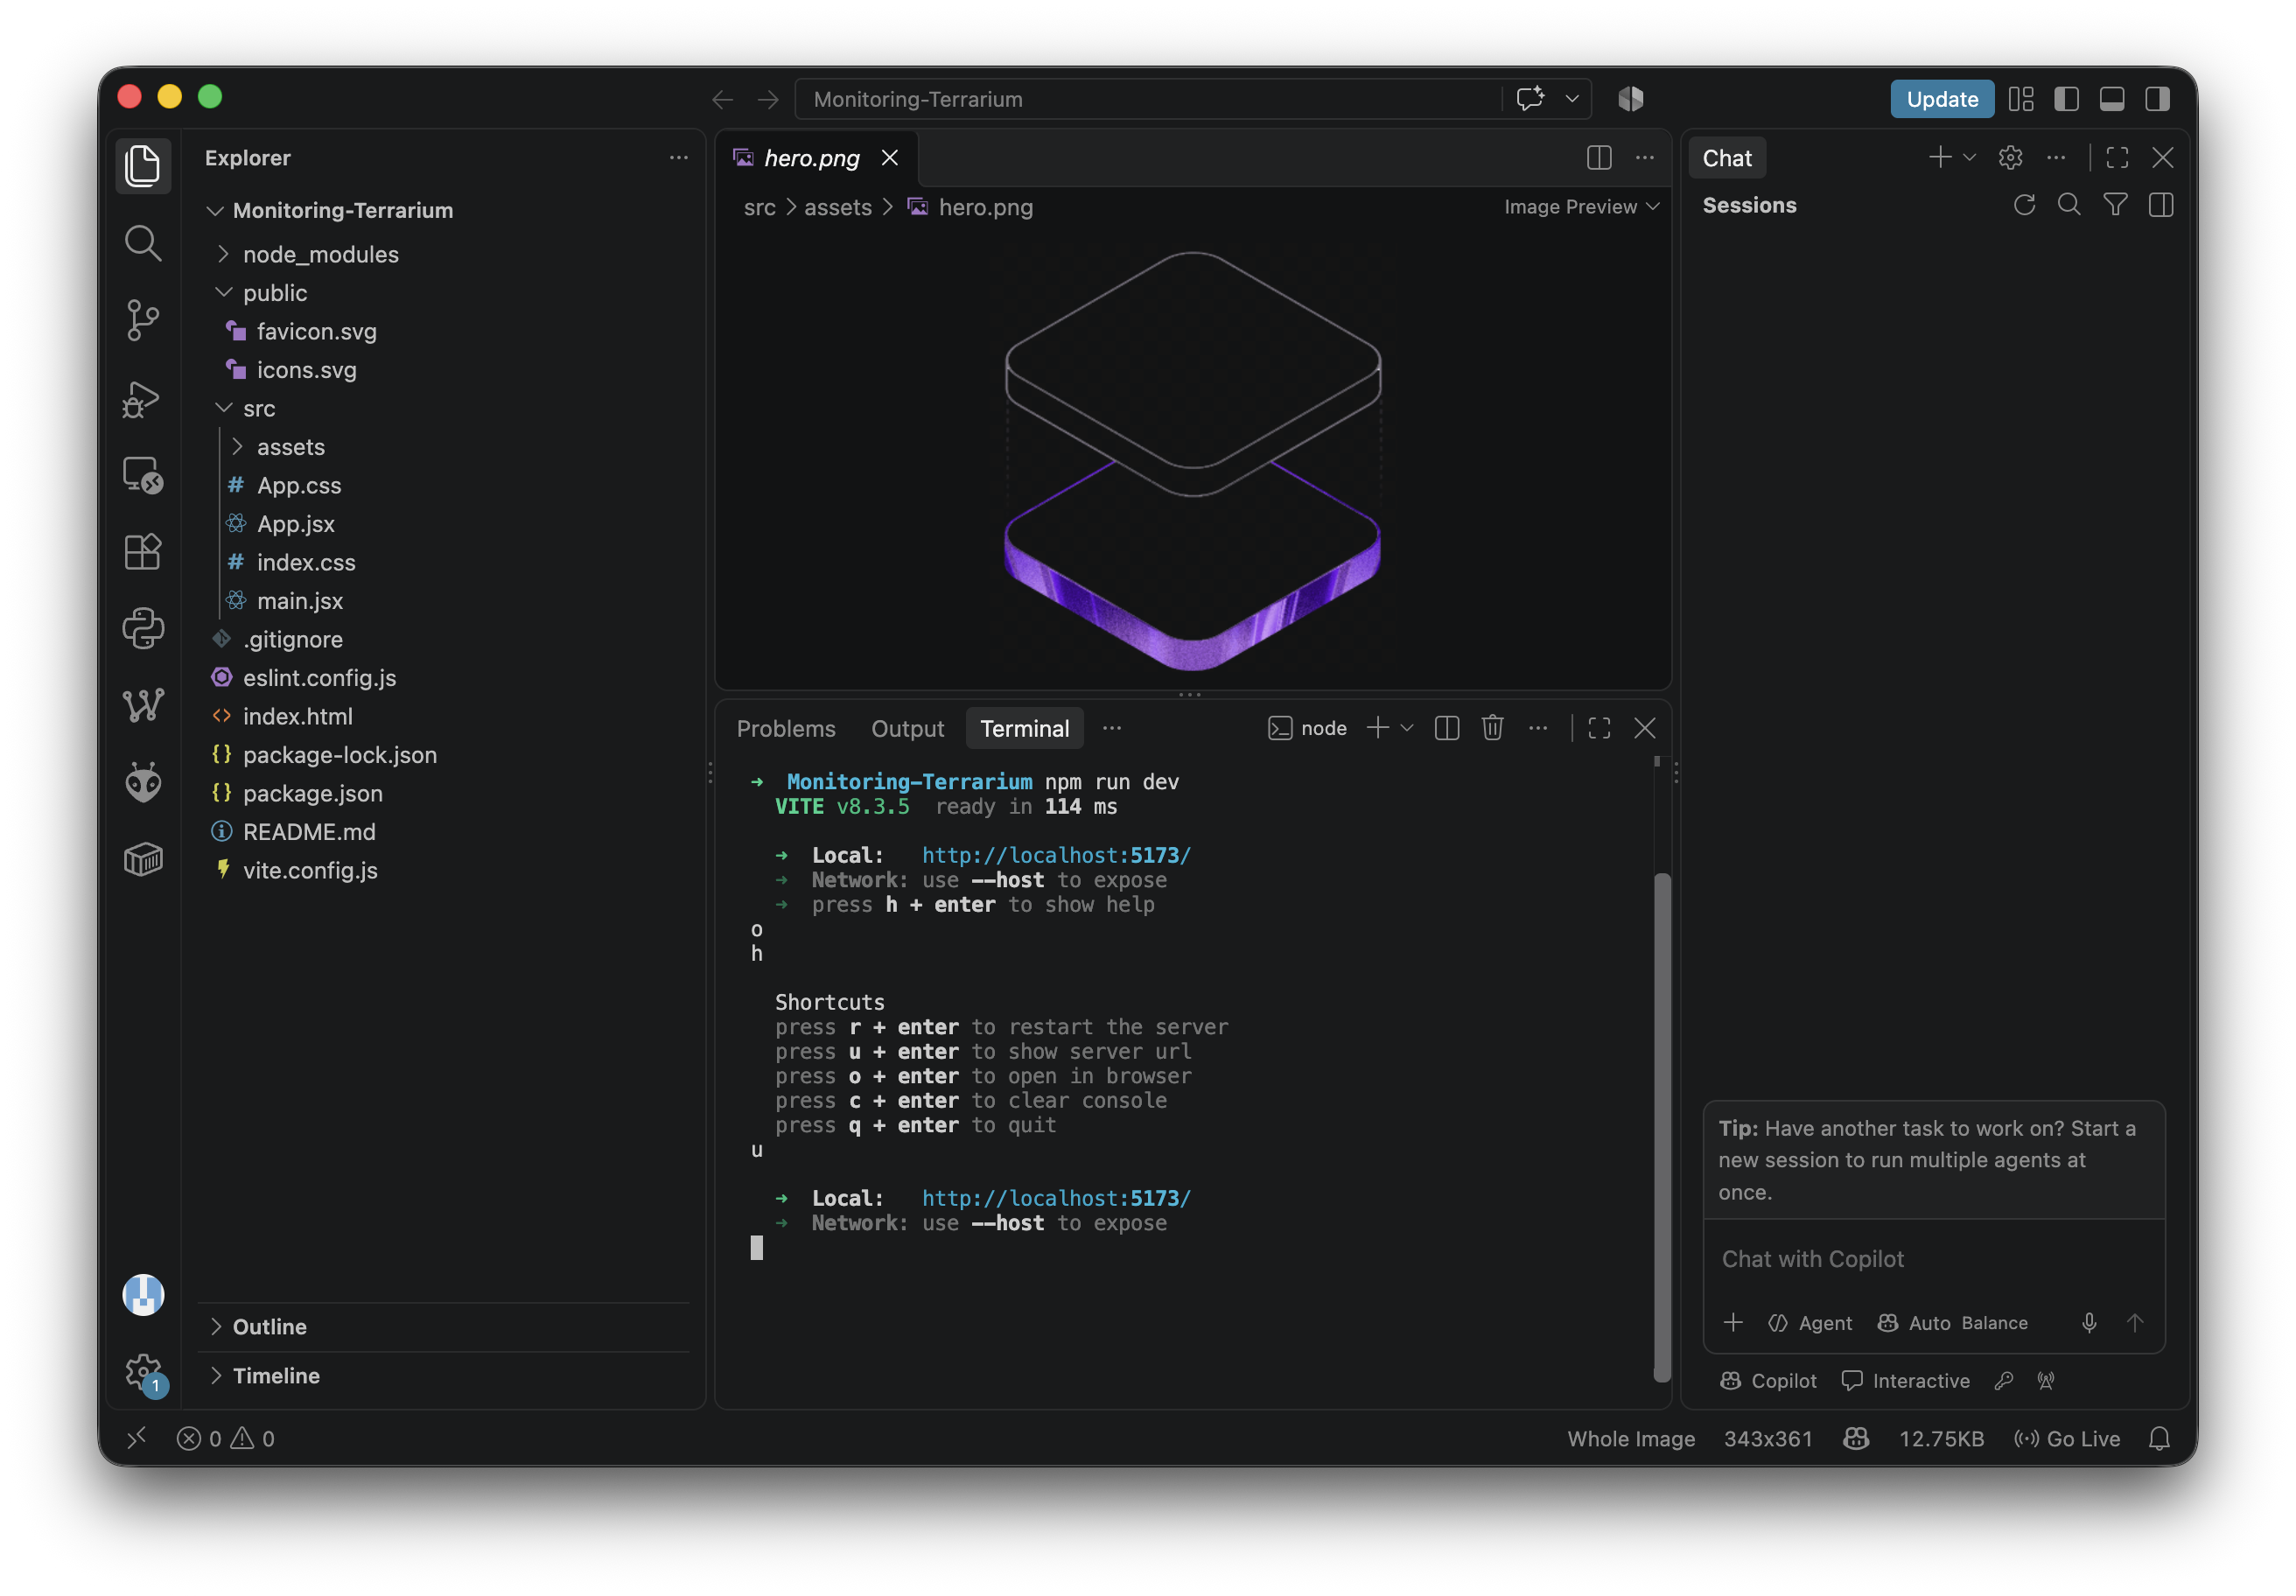 Monitoring-Terrarium
Update
Explorer
Monitoring-Terrarium
node_modules
public
favicon.svg
icons.svg
src
assets
App.css
App.jsx
index.css
main.jsx
.gitignore
eslint.config.js
index.html
package-lock.json
package.json
README.md
vite.config.js
Outline
Timeline
1
hero.png
src > assets > hero.png
Image Preview
Problems Output Terminal
node
➜ Monitoring-Terrarium npm run dev
VITE v8.3.5 ready in 114 ms
➜ Local: http://localhost:5173/
➜ Network: use --host to expose
➜ press h + enter to show help
o
h
Shortcuts
press r + enter to restart the server
press u + enter to show server url
press o + enter to open in browser
press c + enter to clear console
press q + enter to quit
u
➜ Local: http://localhost:5173/
➜ Network: use --host to expose
Chat
Sessions
Tip: Have another task to work on? Start a
new session to run multiple agents at
once.
Chat with Copilot
Agent Auto Balance
Copilot Interactive
0 0
Whole Image 343x361 12.75KB Go Live